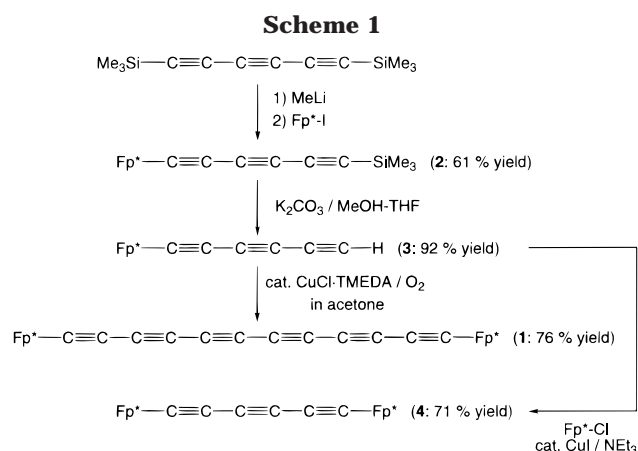 Scheme 1
Me₃Si—C≡C—C≡C—C≡C—SiMe₃
1) MeLi
2) Fp*-I
Fp*—C≡C—C≡C—C≡C—SiMe₃ (2: 61 % yield)
K₂CO₃ / MeOH-THF
Fp*—C≡C—C≡C—C≡C—H (3: 92 % yield)
cat. CuCl·TMEDA / O₂
in acetone
Fp*—C≡C—C≡C—C≡C—C≡C—C≡C—C≡C—Fp* (1: 76 % yield)
Fp*—C≡C—C≡C—C≡C—Fp* (4: 71 % yield)
Fp*-Cl
cat. CuI / NEt₃